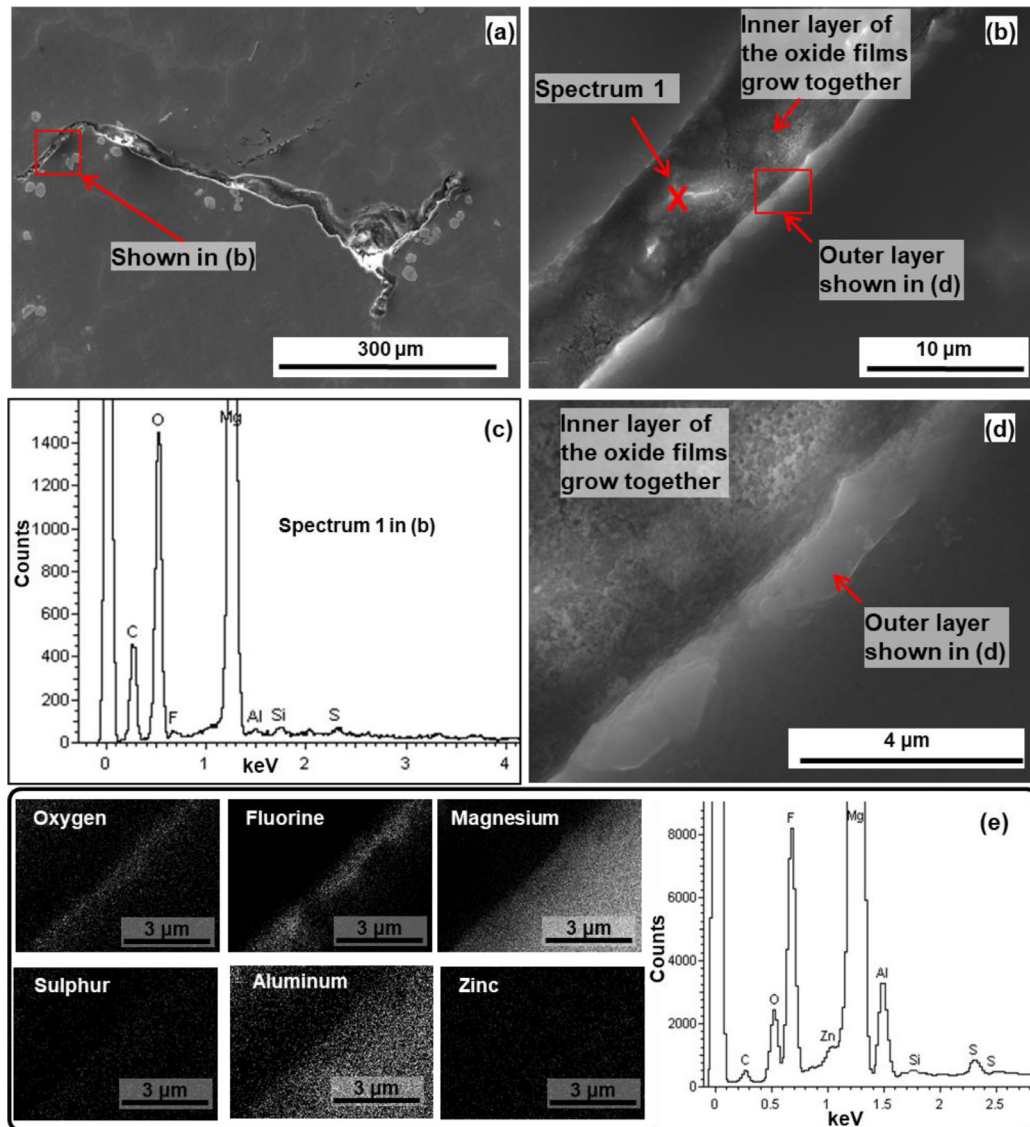 (a)
Shown in (b)
300 µm
(b)
Inner layer of
the oxide films
grow together
Spectrum 1
X
Outer layer
shown in (d)
10 µm
(c)
Counts
1400
1200
1000
800
600
400
200
0
C
O
F
Mg
Al
Si
S
Spectrum 1 in (b)
0
1
2
3
4
keV
(d)
Inner layer of
the oxide films
grow together
Outer layer
shown in (d)
4 µm
Oxygen
3 µm
Fluorine
3 µm
Magnesium
3 µm
Sulphur
3 µm
Aluminum
3 µm
Zinc
3 µm
(e)
Counts
8000
6000
4000
2000
0
C
O
F
Zn
Mg
Al
Si
S
S
0
0.5
1
1.5
2
2.5
keV